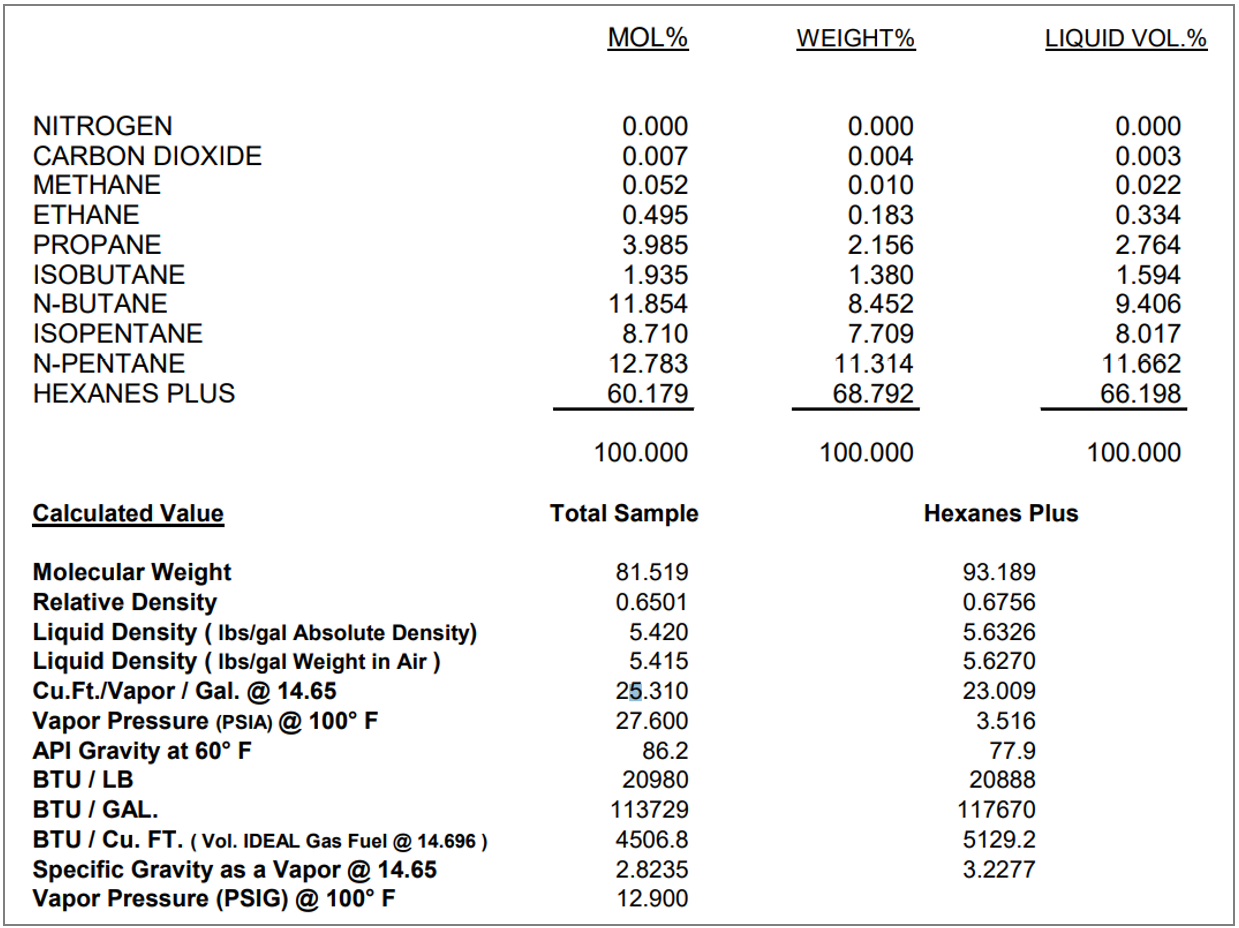 MOL% WEIGHT% LIQUID VOL.%
NITROGEN 0.000 0.000 0.000
CARBON DIOXIDE 0.007 0.004 0.003
METHANE 0.052 0.010 0.022
ETHANE 0.495 0.183 0.334
PROPANE 3.985 2.156 2.764
ISOBUTANE 1.935 1.380 1.594
N-BUTANE 11.854 8.452 9.406
ISOPENTANE 8.710 7.709 8.017
N-PENTANE 12.783 11.314 11.662
HEXANES PLUS 60.179 68.792 66.198
100.000 100.000 100.000
Calculated Value Total Sample Hexanes Plus
Molecular Weight 81.519 93.189
Relative Density 0.6501 0.6756
Liquid Density ( lbs/gal Absolute Density) 5.420 5.6326
Liquid Density ( lbs/gal Weight in Air ) 5.415 5.6270
Cu.Ft./Vapor / Gal. @ 14.65 25.310 23.009
Vapor Pressure (PSIA) @ 100° F 27.600 3.516
API Gravity at 60° F 86.2 77.9
BTU / LB 20980 20888
BTU / GAL. 113729 117670
BTU / Cu. FT. ( Vol. IDEAL Gas Fuel @ 14.696 ) 4506.8 5129.2
Specific Gravity as a Vapor @ 14.65 2.8235 3.2277
Vapor Pressure (PSIG) @ 100° F 12.900